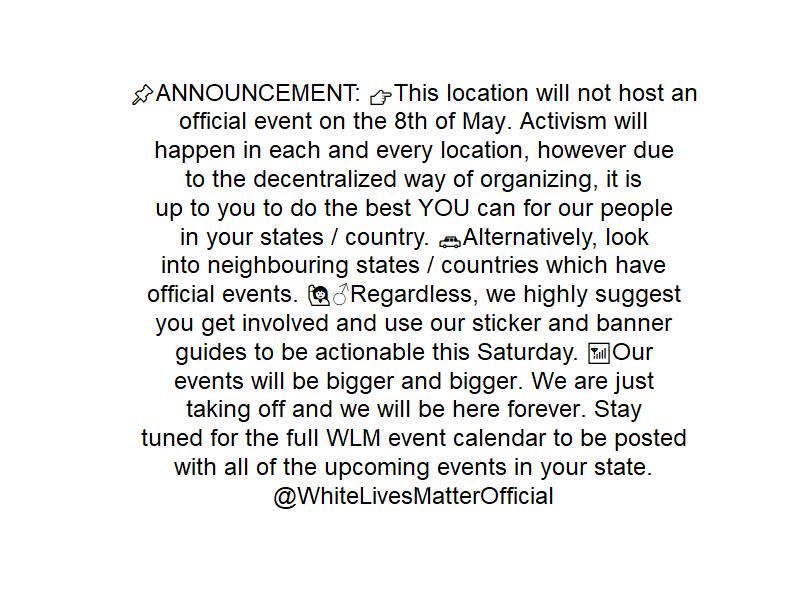 📌ANNOUNCEMENT: 👉This location will not host an
official event on the 8th of May. Activism will
happen in each and every location, however due
to the decentralized way of organizing, it is
up to you to do the best YOU can for our people
in your states / country. 🚗Alternatively, look
into neighbouring states / countries which have
official events. 🙋♂Regardless, we highly suggest
you get involved and use our sticker and banner
guides to be actionable this Saturday. 📶Our
events will be bigger and bigger. We are just
taking off and we will be here forever. Stay
tuned for the full WLM event calendar to be posted
with all of the upcoming events in your state.
@WhiteLivesMatterOfficial